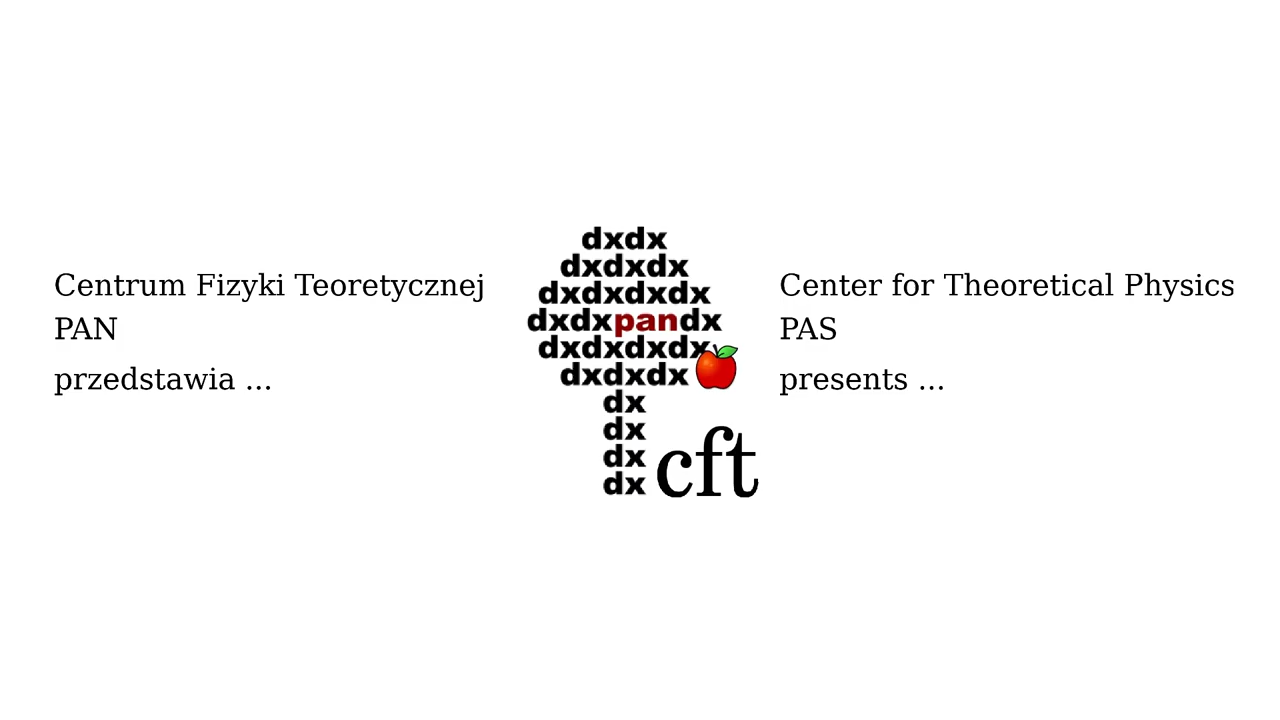 Centrum Fizyki Teoretycznej
PAN
przedstawia ...
dxdx
dxdxdx
dxdxdxdx
dxdxpandx
dxdxdxdx
dxdxdx
dx
dx
dx
dx
cft
Center for Theoretical Physics
PAS
presents ...